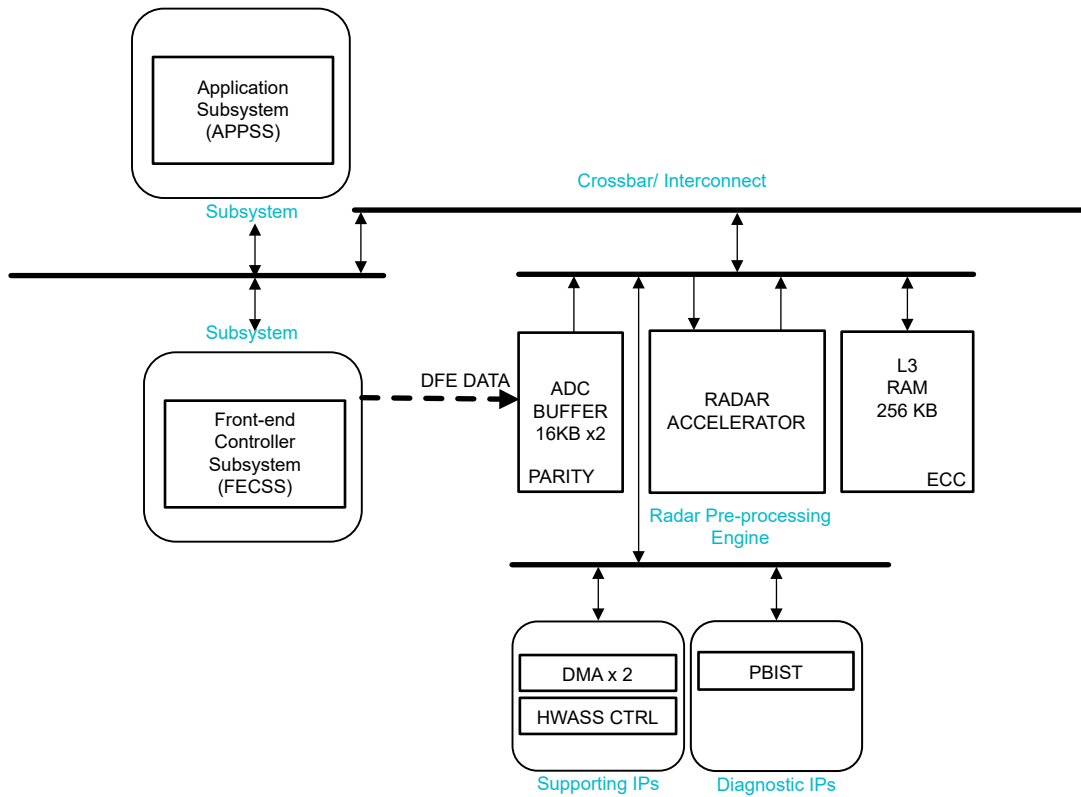 Application
Subsystem
(APPSS)
Subsystem
Crossbar/ Interconnect
Subsystem
Front-end
Controller
Subsystem
(FECSS)
DFE DATA
ADC
BUFFER
16KB x2
PARITY
RADAR
ACCELERATOR
L3
RAM
256 KB
ECC
Radar Pre-processing
Engine
DMA x 2
HWASS CTRL
Supporting IPs
PBIST
Diagnostic IPs